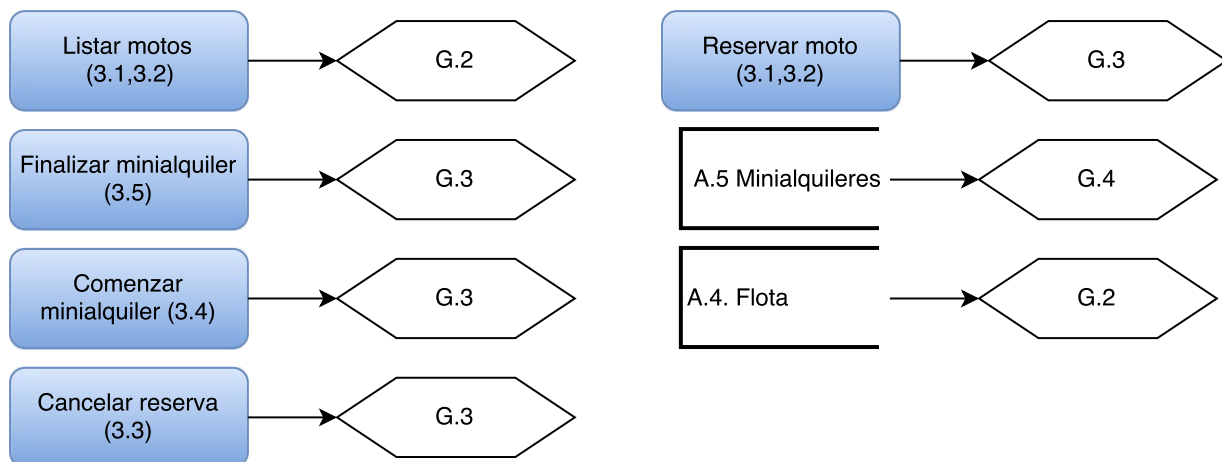 Listar motos
(3.1,3.2)
G.2
Reservar moto
(3.1,3.2)
G.3
Finalizar minialquiler
(3.5)
G.3
A.5 Minialquileres
G.4
Comenzar
minialquiler (3.4)
G.3
A.4. Flota
G.2
Cancelar reserva
(3.3)
G.3